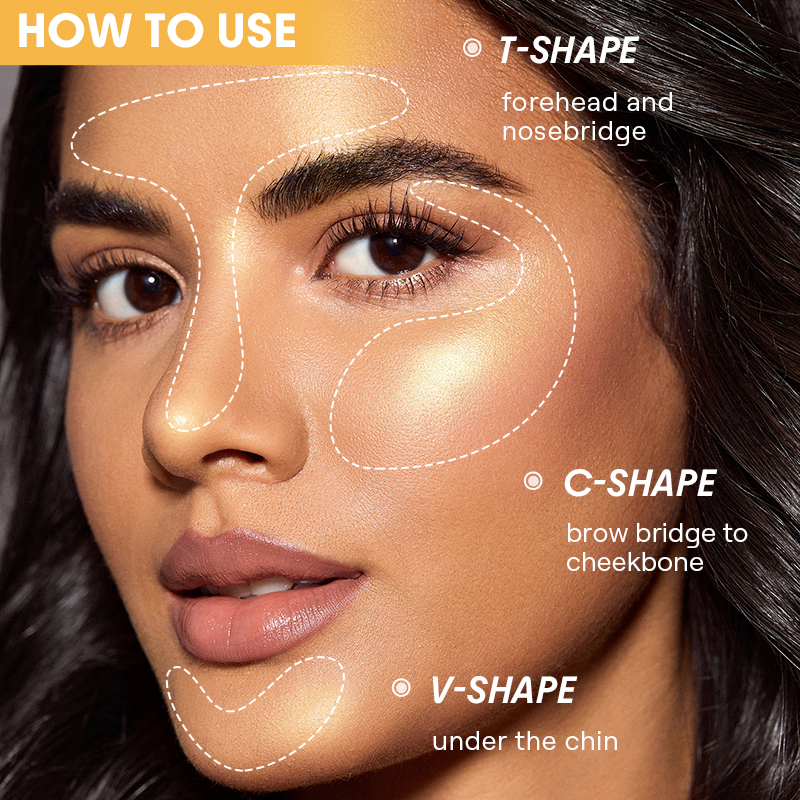 HOW TO USE
T-SHAPE
forehead and
nosebridge
C-SHAPE
brow bridge to
cheekbone
V-SHAPE
under the chin